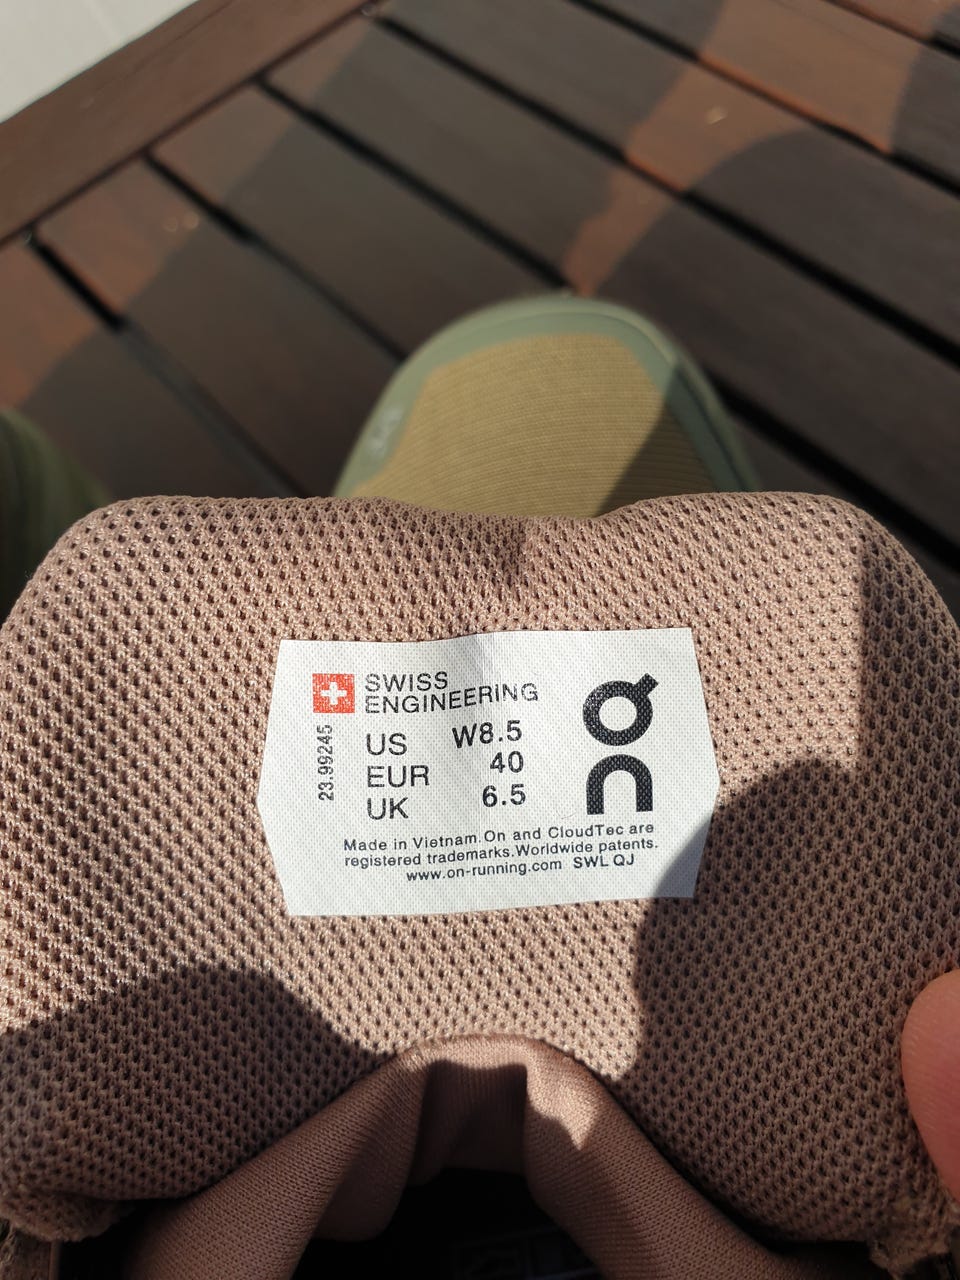 SWISS
ENGINEERING
23.99245
US W8.5
EUR 40
UK 6.5
on
Made in Vietnam.On and CloudTec are
registered trademarks.Worldwide patents.
www.on-running.com SWL QJ